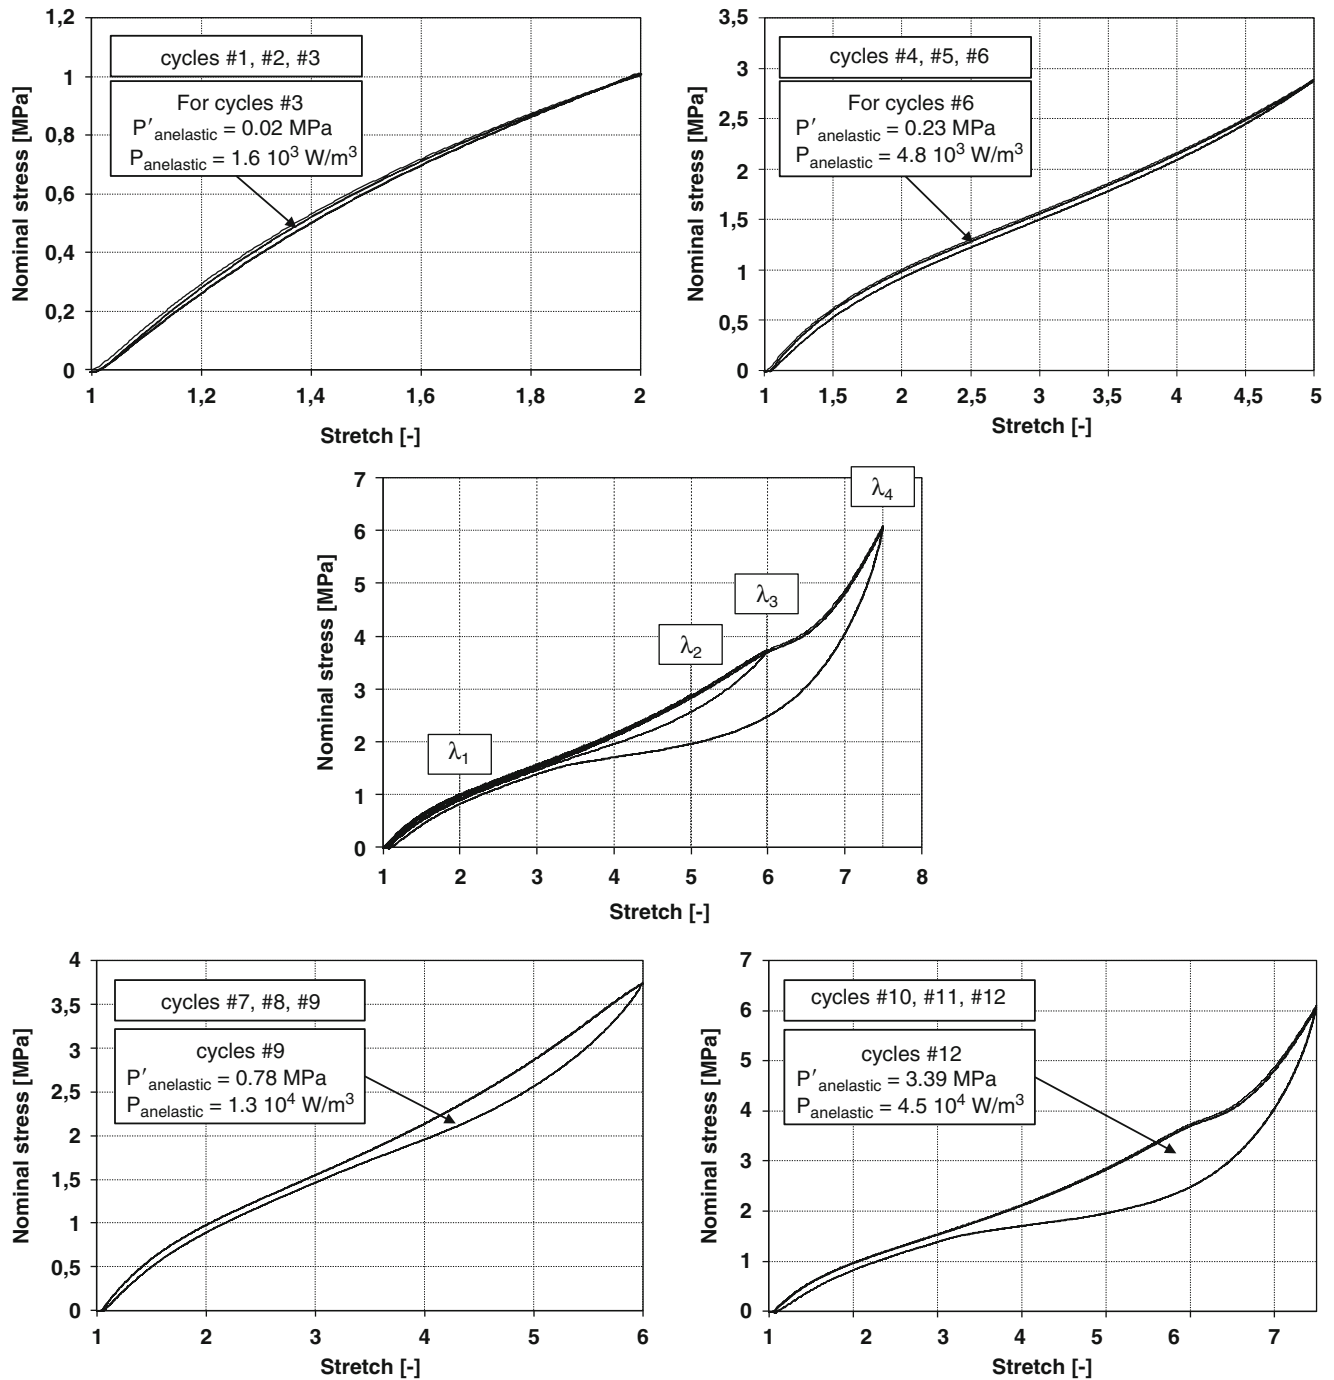 1,2
1
0,8
0,6
0,4
0,2
0
Nominal stress [MPa]
cycles #1, #2, #3
For cycles #3
P′anelastic = 0.02 MPa
Panelastic = 1.6 10³ W/m³
1 1,2 1,4 1,6 1,8 2
Stretch [-]
3,5
3
2,5
2
1,5
1
0,5
0
Nominal stress [MPa]
cycles #4, #5, #6
For cycles #6
P′anelastic = 0.23 MPa
Panelastic = 4.8 10³ W/m³
1 1,5 2 2,5 3 3,5 4 4,5 5
Stretch [-]
7
6
5
4
3
2
1
0
Nominal stress [MPa]
λ4
λ3
λ2
λ1
1 2 3 4 5 6 7 8
Stretch [-]
4
3,5
3
2,5
2
1,5
1
0,5
0
Nominal stress [MPa]
cycles #7, #8, #9
cycles #9
P′anelastic = 0.78 MPa
Panelastic = 1.3 10⁴ W/m³
1 2 3 4 5 6
Stretch [-]
7
6
5
4
3
2
1
0
Nominal stress [MPa]
cycles #10, #11, #12
cycles #12
P′anelastic = 3.39 MPa
Panelastic = 4.5 10⁴ W/m³
1 2 3 4 5 6 7
Stretch [-]